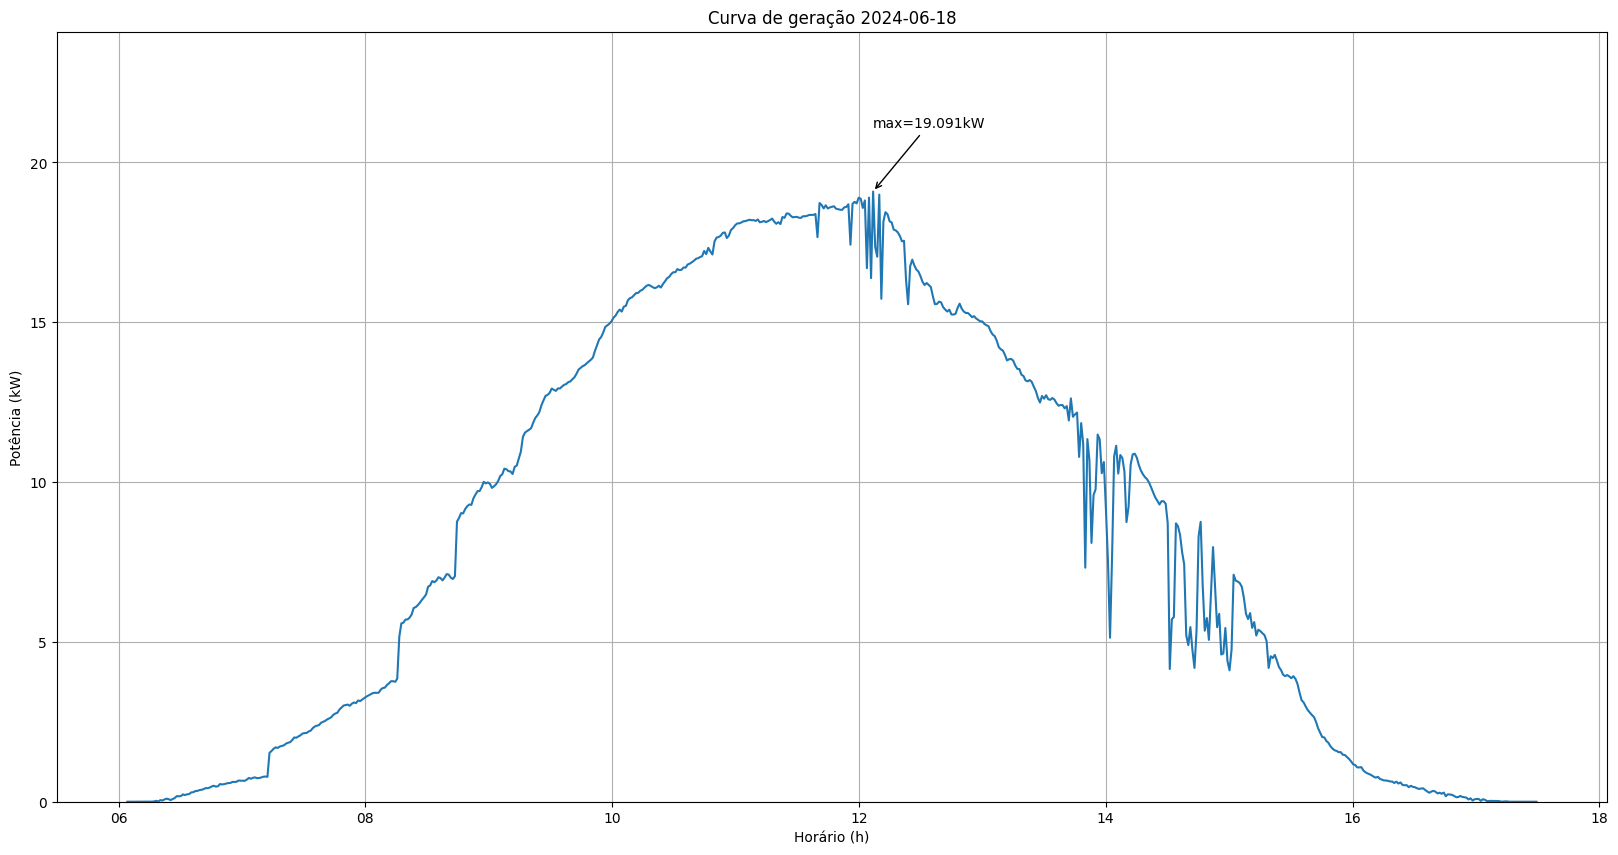 Curva de geração 2024-06-18
max=19.091kW
20
15
10
5
0
Potência (kW)
06 08 10 12 14 16 18
Horário (h)